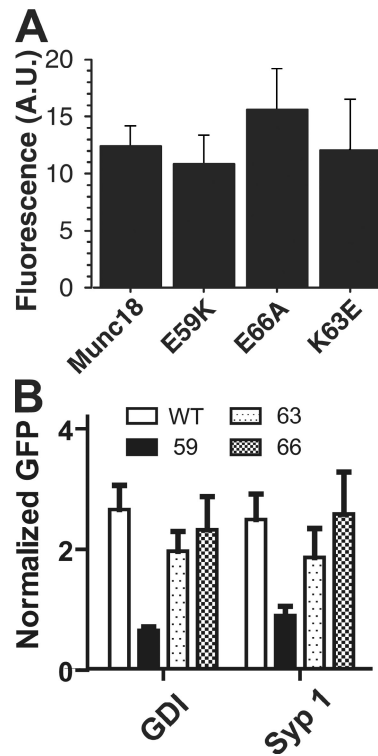 A
Fluorescence (A.U.)
20
15
10
5
0
Munc18
E59K
E66A
K63E
B
Normalized GFP
WT
63
59
66
4
2
0
GDI
Syp 1